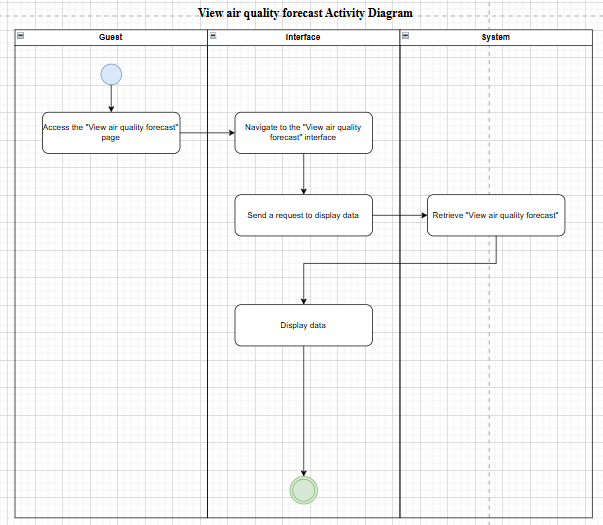 View air quality forecast Activity Diagram
Guest
Interface
System
Access the "View air quality forecast"
page
Navigate to the "View air quality
forecast" interface
Send a request to display data
Retrieve "View air quality forecast"
Display data